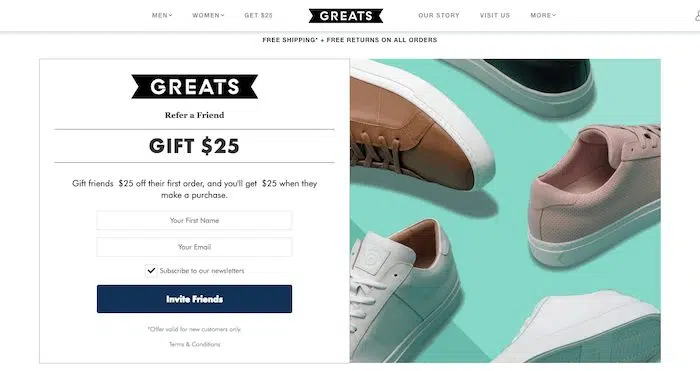 MEN
WOMEN
GET $25
GREATS
OUR STORY
VISIT US
MORE
FREE SHIPPING* + FREE RETURNS ON ALL ORDERS
GREATS
Refer a Friend
GIFT $25
Gift friends $25 off their first order, and you'll get $25 when they
make a purchase.
Your First Name
Your Email
Subscribe to our newsletters
Invite Friends
*Offer valid for new customers only.
Terms & Conditions